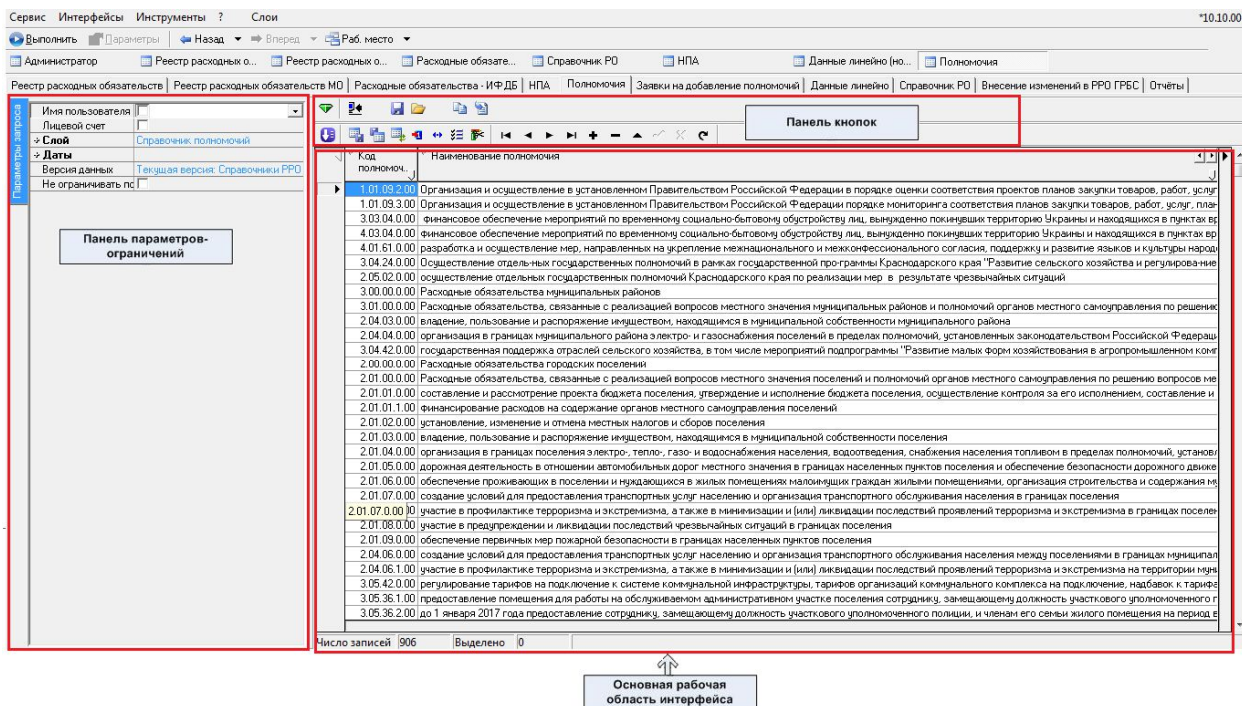 Сервис Интерфейсы Инструменты ? Слои *10.10.00
Выполнить Параметры Назад Вперед Раб. место
Администратор Реестр расходных о... Реестр расходных о... Расходные обязате... Справочник РО НПА Данные линейно (но... Полномочия
Реестр расходных обязательств Реестр расходных обязательств МО Расходные обязательства - ИФДБ НПА Полномочия Заявки на добавление полномочий Данные линейно Справочник РО Внесение изменений в РРО ГРБС Отчёты
Параметры запроса
Имя пользователя
Лицевой счет
Слой Справочник полномочий
Даты
Версия данных Текущая версия: Справочники РРО
Не ограничивать пс
Панель параметров-
ограничений
Панель кнопок
Код полномоч... Наименование полномочия
1.01.09.2.00 Организация и осуществление в установленном Правительством Российской Федерации в порядке оценки соответствия проектов планов закупки товаров, работ, услуг
1.01.09.3.00 Организация и осуществление в установленном Правительством Российской Федерации порядке мониторинга соответствия планов закупки товаров, работ, услуг, план
3.03.04.0.00 финансовое обеспечение мероприятий по временному социально-бытовому обустройству лиц, вынужденно покинувших территорию Украины и находящихся в пунктах вр
4.03.04.0.00 финансовое обеспечение мероприятий по временному социально-бытовому обустройству лиц, вынужденно покинувших территорию Украины и находящихся в пунктах вр
4.01.61.0.00 разработка и осуществление мер, направленных на укрепление межнационального и межконфессионального согласия, поддержку и развитие языков и культуры народ
3.04.24.0.00 Осуществление отдель-ных государственных полномочий в рамках государственной про-граммы Краснодарского края "Развитие сельского хозяйства и регулирова-ние
2.05.02.0.00 осуществление отдельных государственных полномочий Краснодарского края по реализации мер в результате чрезвычайных ситуаций
3.00.00.0.00 Расходные обязательства муниципальных районов
3.01.00.0.00 Расходные обязательства, связанные с реализацией вопросов местного значения муниципальных районов и полномочий органов местного самоуправления по решению
2.04.03.0.00 владение, пользование и распоряжение имуществом, находящимся в муниципальной собственности муниципального района
2.04.04.0.00 организация в границах муниципального района электро- и газоснабжения поселений в пределах полномочий, установленных законодательством Российской Федерац
3.04.42.0.00 государственная поддержка отраслей сельского хозяйства, в том числе мероприятий подпрограммы "Развитие малых форм хозяйствования в агропромышленном комп
2.00.00.0.00 Расходные обязательства городских поселений
2.01.00.0.00 Расходные обязательства, связанные с реализацией вопросов местного значения поселений и полномочий органов местного самоуправления по решению вопросов ме
2.01.01.0.00 составление и рассмотрение проекта бюджета поселения, утверждение и исполнение бюджета поселения, осуществление контроля за его исполнением, составление и
2.01.01.1.00 финансирование расходов на содержание органов местного самоуправления поселений
2.01.02.0.00 установление, изменение и отмена местных налогов и сборов поселения
2.01.03.0.00 владение, пользование и распоряжение имуществом, находящимся в муниципальной собственности поселения
2.01.04.0.00 организация в границах поселения электро-, тепло-, газо- и водоснабжения населения, водоотведения, снабжения населения топливом в пределах полномочий, установл
2.01.05.0.00 дорожная деятельность в отношении автомобильных дорог местного значения в границах населенных пунктов поселения и обеспечение безопасности дорожного движе
2.01.06.0.00 обеспечение проживающих в поселении и нуждающихся в жилых помещениях малоимущих граждан жилыми помещениями, организация строительства и содержания му
2.01.07.0.00 создание условий для предоставления транспортных услуг населению и организация транспортного обслуживания населения в границах поселения
2.01.07.0.00 участие в профилактике терроризма и экстремизма, а также в минимизации и (или) ликвидации последствий проявлений терроризма и экстремизма в границах поселен
2.01.08.0.00 участие в предупреждении и ликвидации последствий чрезвычайных ситуаций в границах поселения
2.01.09.0.00 обеспечение первичных мер пожарной безопасности в границах населенных пунктов поселения
2.04.06.0.00 создание условий для предоставления транспортных услуг населению и организация транспортного обслуживания населения между поселениями в границах муниципал
2.04.06.1.00 участие в профилактике терроризма и экстремизма, а также в минимизации и (или) ликвидации последствий проявлений терроризма и экстремизма на территории муни
3.05.42.0.00 регулирование тарифов на подключение к системе коммунальной инфраструктуры, тарифов организаций коммунального комплекса на подключение, надбавок к тарифа
3.05.36.1.00 предоставление помещения для работы на обслуживаемом административном участке поселения сотруднику, замещающему должность участкового уполномоченного п
3.05.36.2.00 до 1 января 2017 года предоставление сотруднику, замещающему должность участкового уполномоченного полиции, и членам его семьи жилого помещения на период в
Число записей 906 Выделено 0
Основная рабочая
область интерфейса